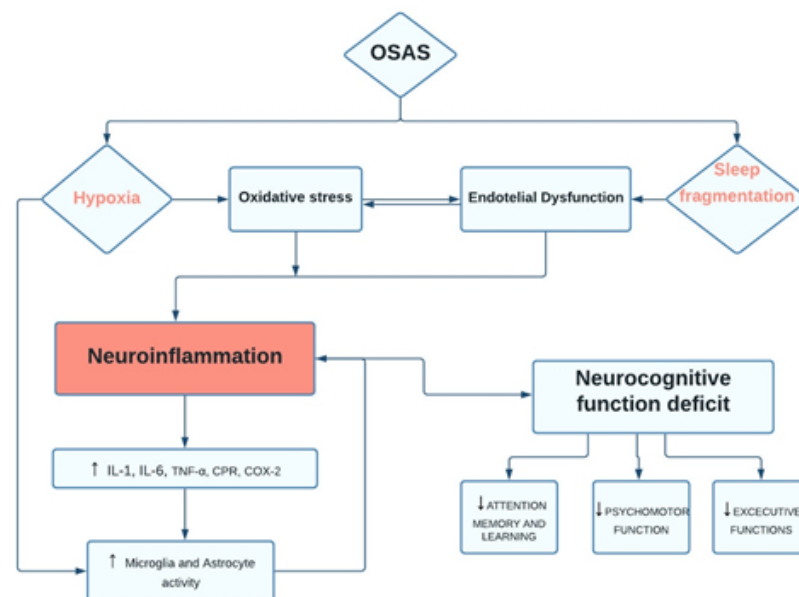 OSAS
Hypoxia
Oxidative stress
Endotelial Dysfunction
Sleep
fragmentation
Neuroinflammation
Neurocognitive
function deficit
↑ IL-1, IL-6, TNF-α, CPR, COX-2
↓ATTENTION
MEMORY AND
LEARNING
↓PSYCHOMOTOR
FUNCTION
↓EXCECUTIVE
FUNCTIONS
↑ Microglia and Astrocyte
activity